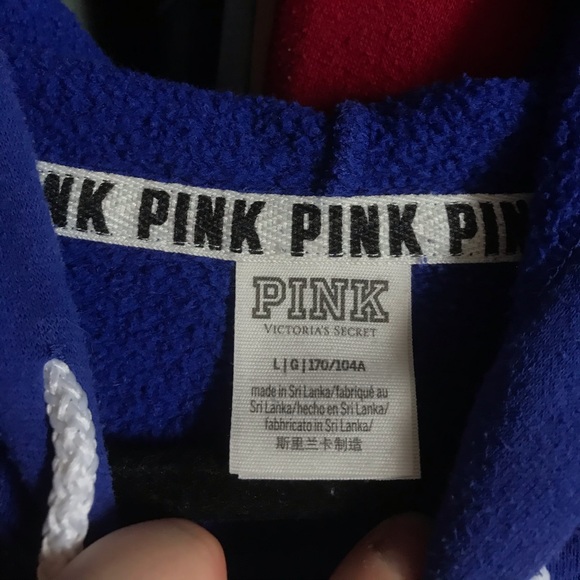 NK PINK PINK PIN
PINK
VICTORIA'S SECRET
L|G|170/104A
made in Sri Lanka/fabriqué au
Sri Lanka/hecho en Sri Lanka/
fabbricato in Sri Lanka/
斯里兰卡制造